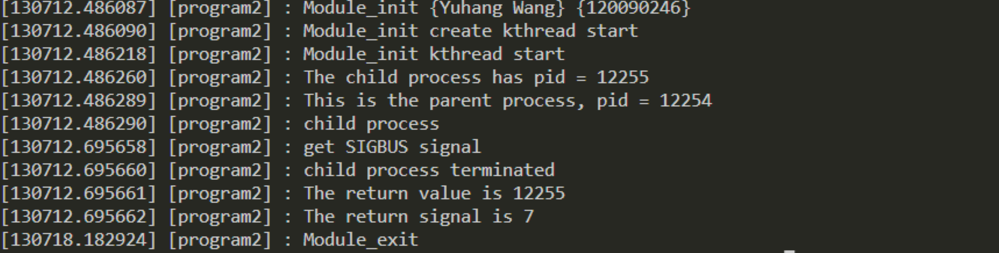 [130712.486087] [program2] : Module_init {Yuhang Wang} {120090246}
[130712.486090] [program2] : Module_init create kthread start
[130712.486218] [program2] : Module_init kthread start
[130712.486260] [program2] : The child process has pid = 12255
[130712.486289] [program2] : This is the parent process, pid = 12254
[130712.486290] [program2] : child process
[130712.695658] [program2] : get SIGBUS signal
[130712.695660] [program2] : child process terminated
[130712.695661] [program2] : The return value is 12255
[130712.695662] [program2] : The return signal is 7
[130718.182924] [program2] : Module_exit